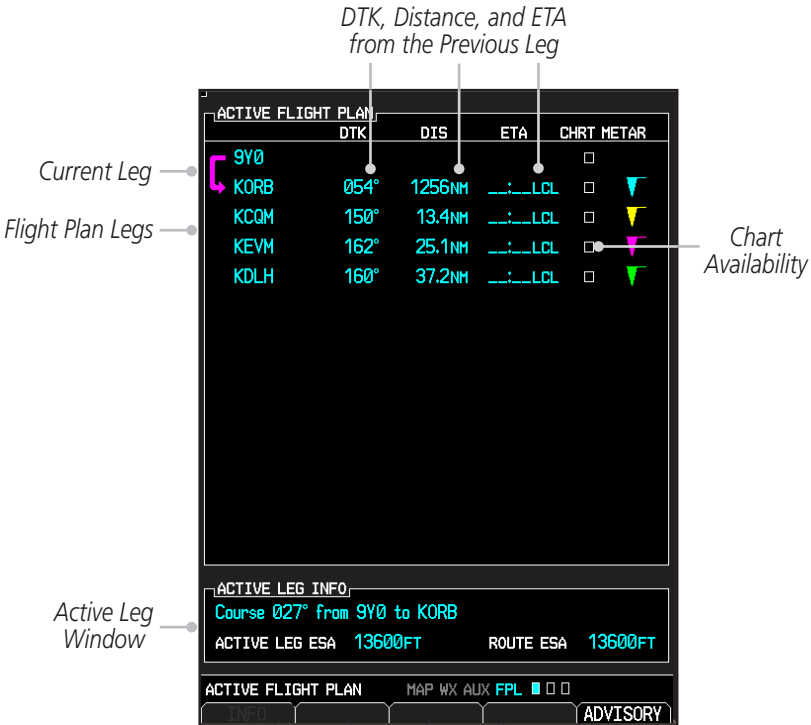 DTK, Distance, and ETA
from the Previous Leg
ACTIVE FLIGHT PLAN
DTK DIS ETA CHRT METAR
9Y0
Current Leg
KORB 054° 1256NM __:__LCL
KCQM 150° 13.4NM __:__LCL
Flight Plan Legs
KEVM 162° 25.1NM __:__LCL
Chart
Availability
KDLH 160° 37.2NM __:__LCL
ACTIVE LEG INFO
Course 027° from 9Y0 to KORB
Active Leg
Window
ACTIVE LEG ESA 13600FT ROUTE ESA 13600FT
ACTIVE FLIGHT PLAN MAP WX AUX FPL
INFO ADVISORY